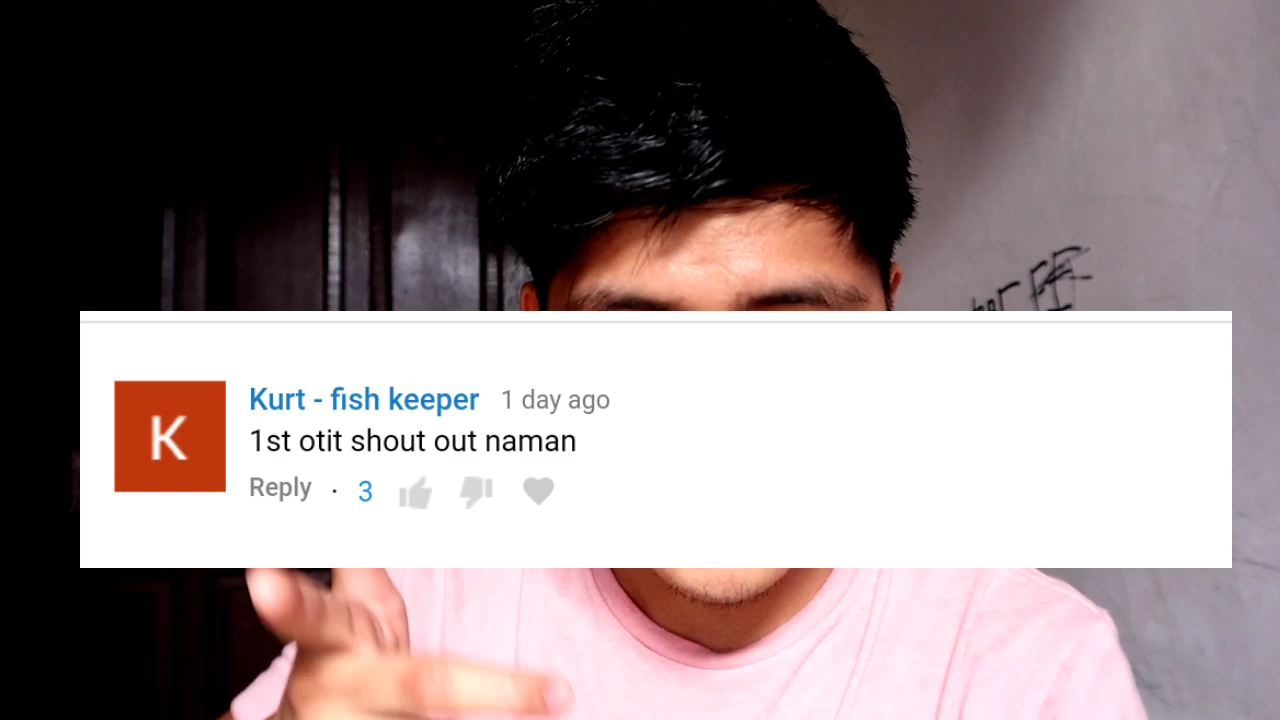 Kurt - fish keeper 1 day ago
1st otit shout out naman
Reply · 3
K